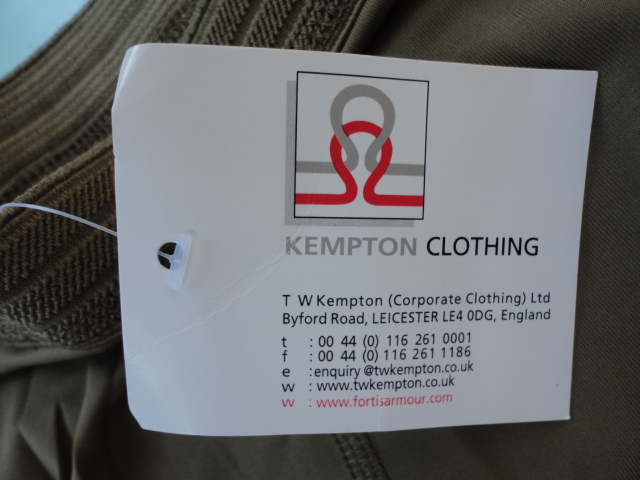 KEMPTON CLOTHING
T W Kempton (Corporate Clothing) Ltd
Byford Road, LEICESTER LE4 0DG, England
t : 00 44 (0) 116 261 0001
f : 00 44 (0) 116 261 1186
e : enquiry @twkempton.co.uk
w : www.twkempton.co.uk
w : www.fortisarmour.com